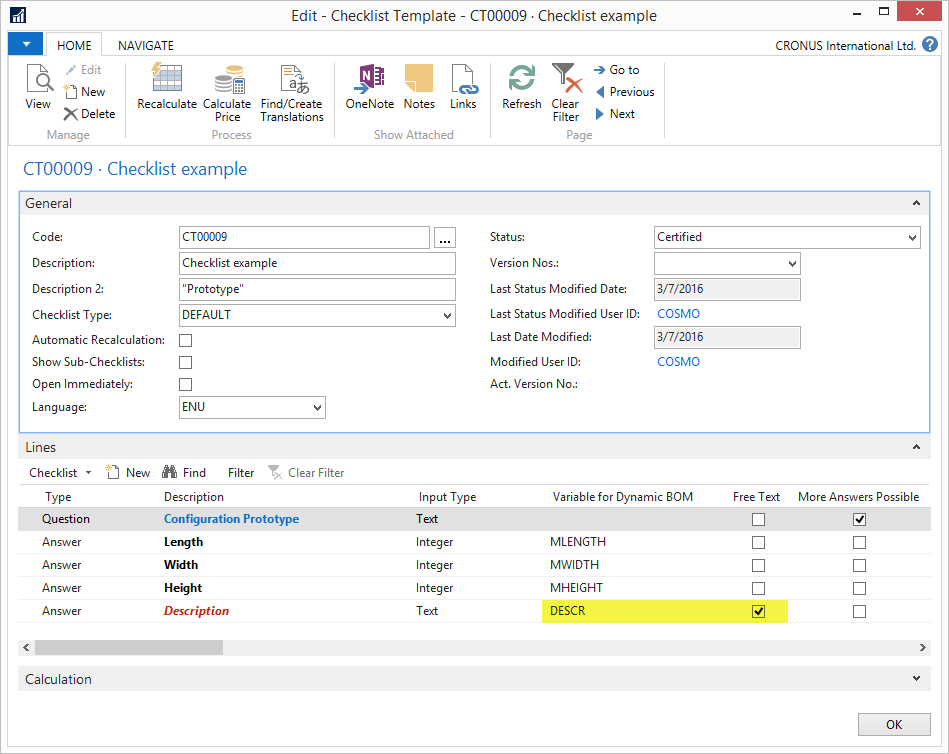 Edit - Checklist Template - CT00009 · Checklist example
HOME NAVIGATE CRONUS International Ltd. ?
View Edit New Delete Recalculate Calculate Price Find/Create Translations OneNote Notes Links Refresh Clear Filter Go to Previous Next
Manage Process Show Attached Page
CT00009 · Checklist example
General
Code: CT00009 ... Status: Certified
Description: Checklist example Version Nos.:
Description 2: "Prototype" Last Status Modified Date: 3/7/2016
Checklist Type: DEFAULT Last Status Modified User ID: COSMO
Automatic Recalculation: Last Date Modified: 3/7/2016
Show Sub-Checklists: Modified User ID: COSMO
Open Immediately: Act. Version No.:
Language: ENU
Lines
Checklist New Find Filter Clear Filter
Type Description Input Type Variable for Dynamic BOM Free Text More Answers Possible
Question Configuration Prototype Text
Answer Length Integer MLENGTH
Answer Width Integer MWIDTH
Answer Height Integer MHEIGHT
Answer Description Text DESCR
Calculation
OK